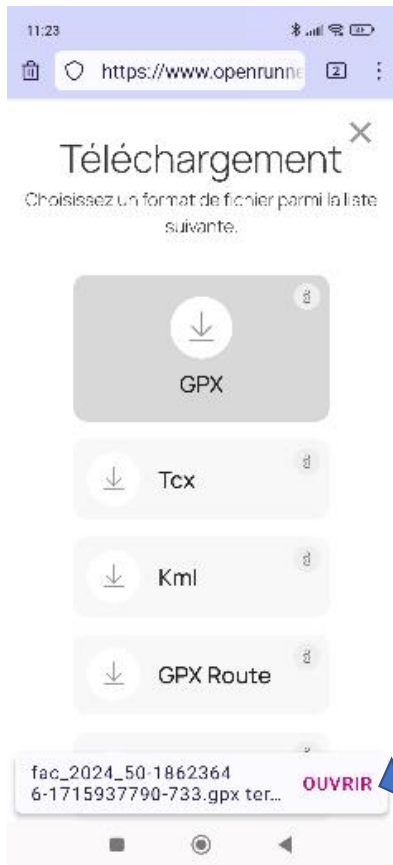 11:23
https://www.openrunne
2
Téléchargement
Choisissez un format de fichier parmi la liste
suivante.
GPX
Tcx
Kml
GPX Route
fac_2024_50-1862364
6-1715937790-733.gpx ter...
OUVRIR